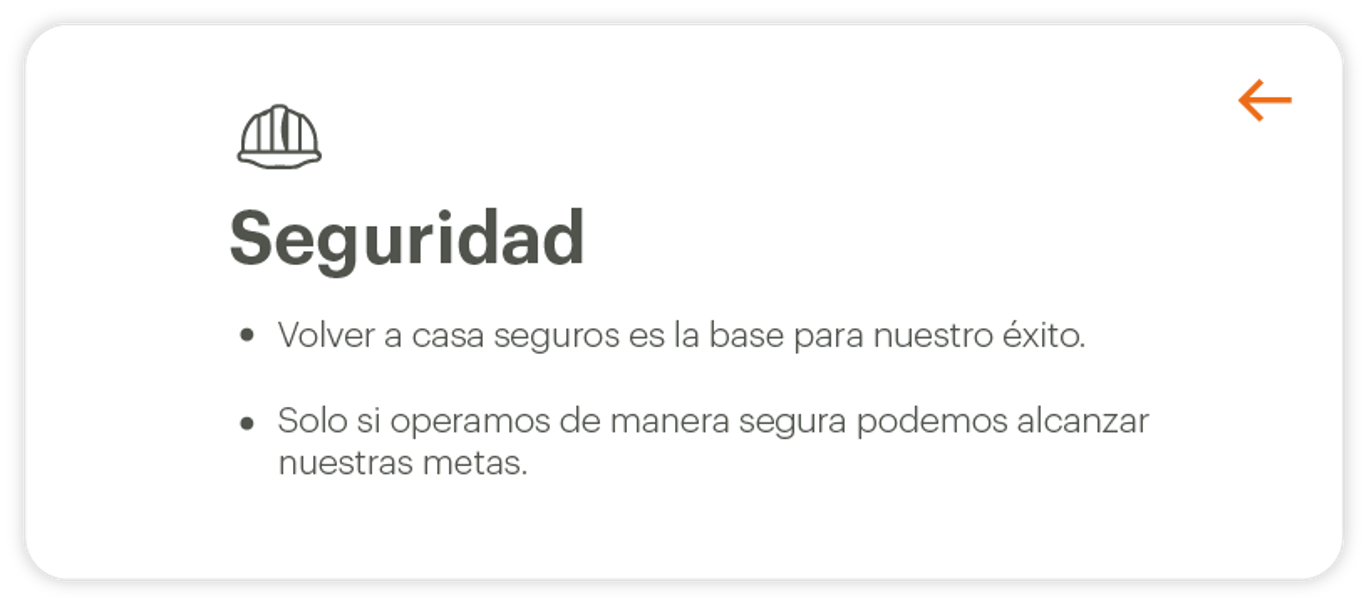 Seguridad
• Volver a casa seguros es la base para nuestro éxito.
• Solo si operamos de manera segura podemos alcanzar
nuestras metas.